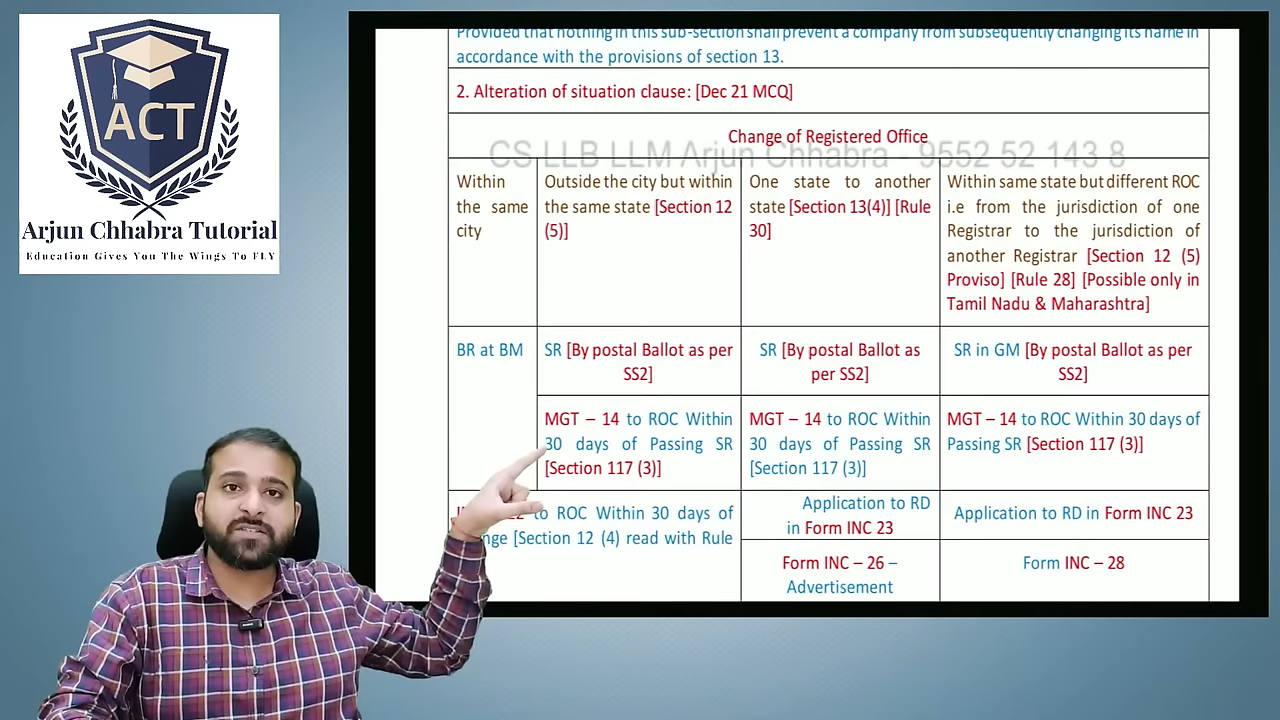 Provided that nothing in this sub-section shall prevent a company from subsequently changing its name in
accordance with the provisions of section 13.
2. Alteration of situation clause: [Dec 21 MCQ]
Change of Registered Office
CS LLB LLM Arjun Chhabra - 9552 52 143 8
Within
the same
city
Outside the city but within
the same state [Section 12
(5)]
One state to another
state [Section 13(4)] [Rule
30]
Within same state but different ROC
i.e from the jurisdiction of one
Registrar to the jurisdiction of
another Registrar [Section 12 (5)
Proviso] [Rule 28] [Possible only in
Tamil Nadu & Maharashtra]
BR at BM
SR [By postal Ballot as per
SS2]
SR [By postal Ballot as
per SS2]
SR in GM [By postal Ballot as per
SS2]
MGT – 14 to ROC Within
30 days of Passing SR
[Section 117 (3)]
MGT – 14 to ROC Within
30 days of Passing SR
[Section 117 (3)]
MGT – 14 to ROC Within 30 days of
Passing SR [Section 117 (3)]
to ROC Within 30 days of
[Section 12 (4) read with Rule
Application to RD
in Form INC 23
Application to RD in Form INC 23
Form INC – 26 –
Advertisement
Form INC – 28
ACT
Arjun Chhabra Tutorial
Education Gives You The Wings To FLY